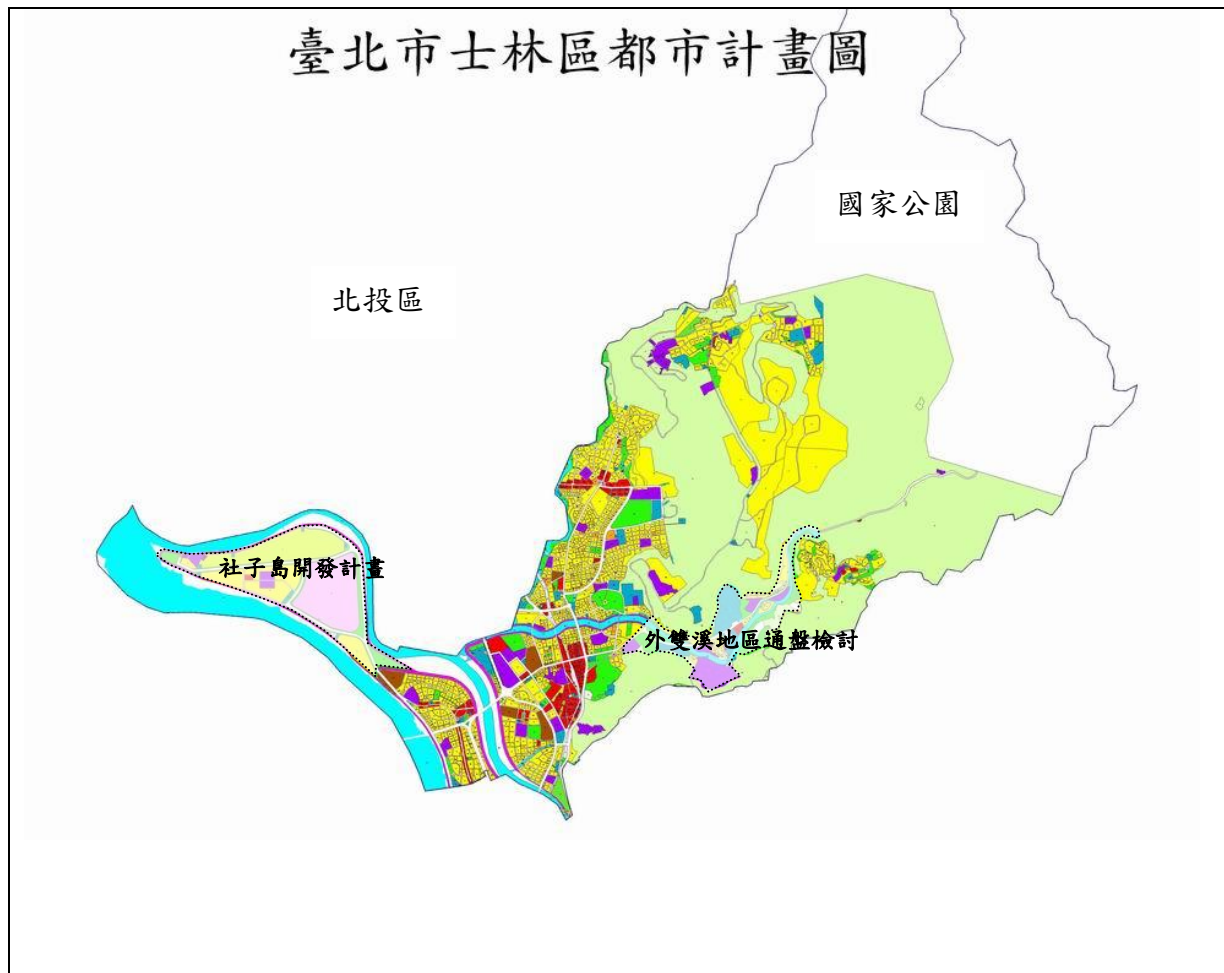 臺北市士林區都市計畫圖
國家公園
北投區
社子島開發計畫
外雙溪地區通盤檢討